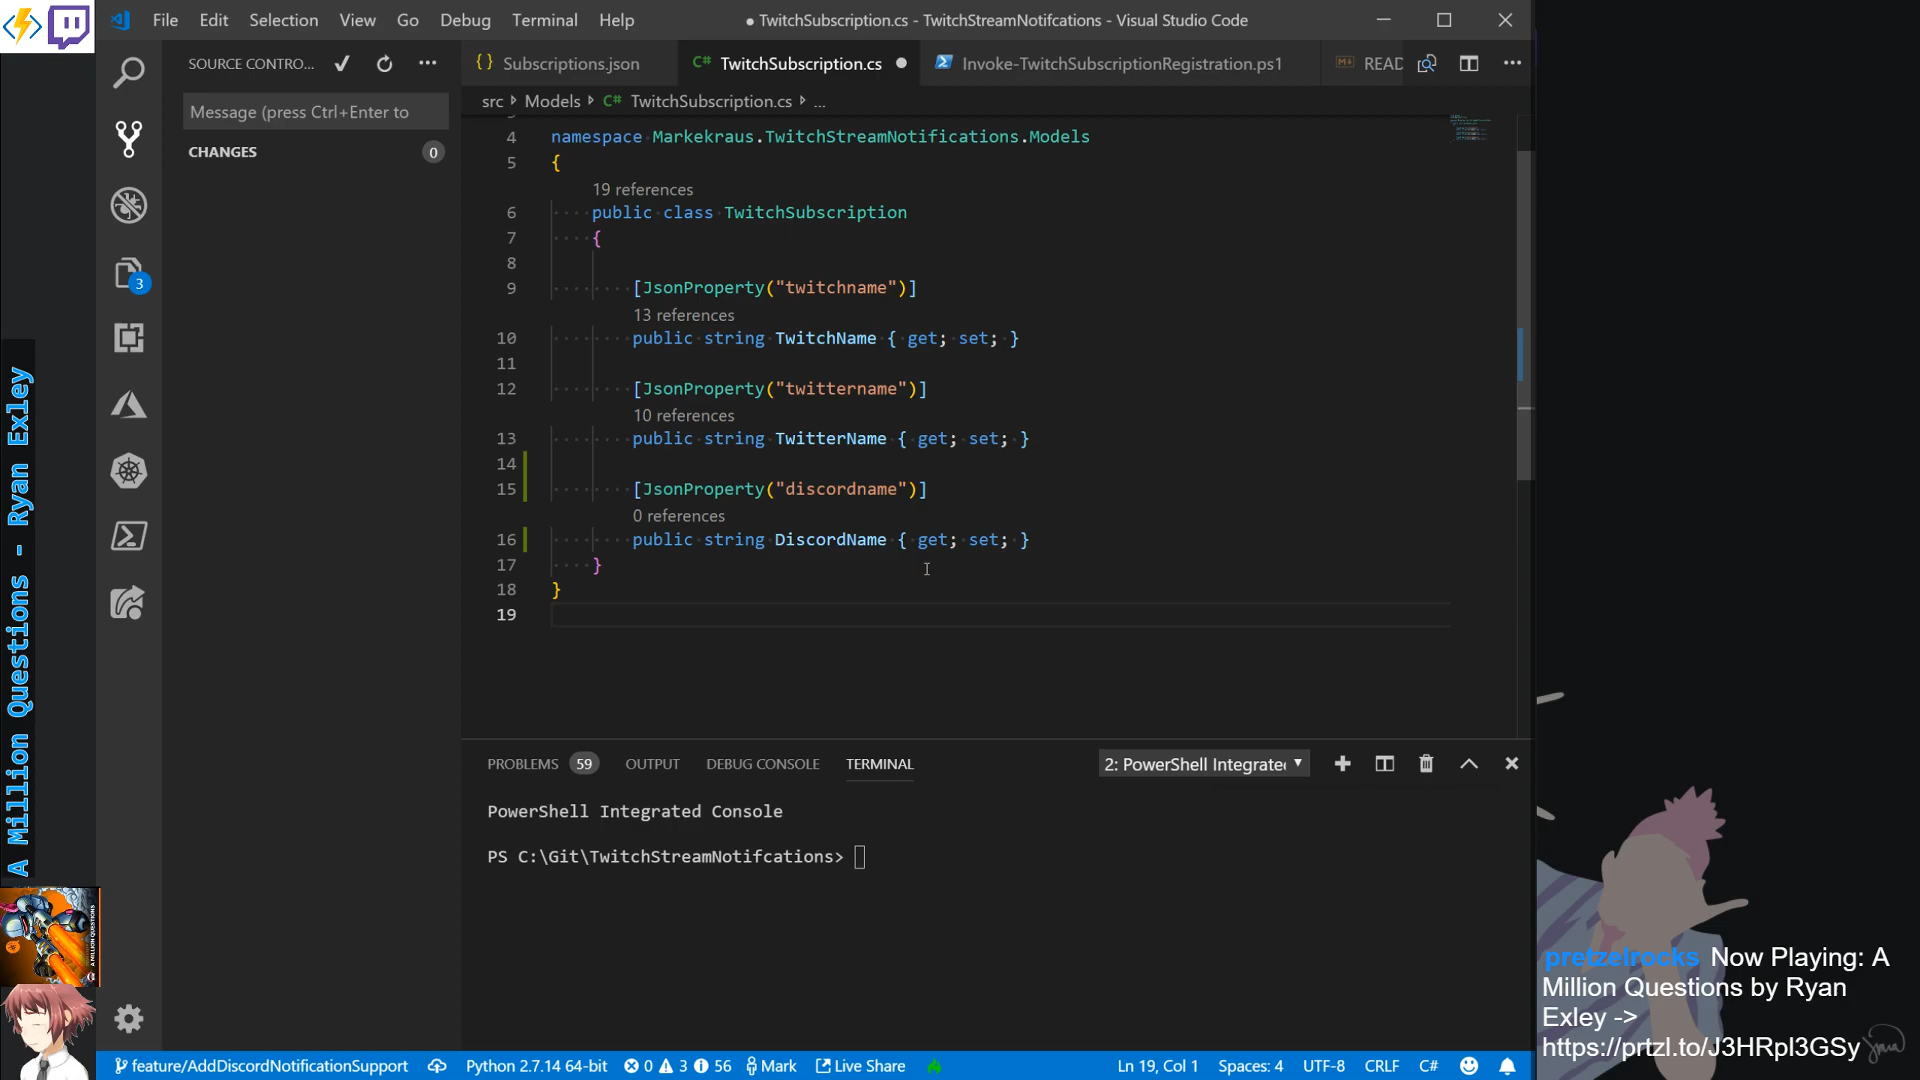 File Edit Selection View Go Debug Terminal Help
● TwitchSubscription.cs - TwitchStreamNotifcations - Visual Studio Code
SOURCE CONTRO...
Message (press Ctrl+Enter to
CHANGES 0
3
{ } Subscriptions.json
C# TwitchSubscription.cs ●
Invoke-TwitchSubscriptionRegistration.ps1
READ
src › Models › C# TwitchSubscription.cs › ...
4 namespace Markekraus.TwitchStreamNotifications.Models
5 {
19 references
6 public class TwitchSubscription
7 {
8
9 [JsonProperty("twitchname")]
13 references
10 public string TwitchName { get; set; }
11
12 [JsonProperty("twittername")]
10 references
13 public string TwitterName { get; set; }
14
15 [JsonProperty("discordname")]
0 references
16 public string DiscordName { get; set; }
17 }
18 }
19
PROBLEMS 59 OUTPUT DEBUG CONSOLE TERMINAL
2: PowerShell Integrate
PowerShell Integrated Console
PS C:\Git\TwitchStreamNotifcations>
feature/AddDiscordNotificationSupport Python 2.7.14 64-bit 0 3 56 Mark Live Share
Ln 19, Col 1 Spaces: 4 UTF-8 CRLF C#
A Million Questions - Ryan Exley
A MILLION QUESTIONS
pretzelrocks Now Playing: A
Million Questions by Ryan
Exley ->
https://prtzl.to/J3HRpI3GSy